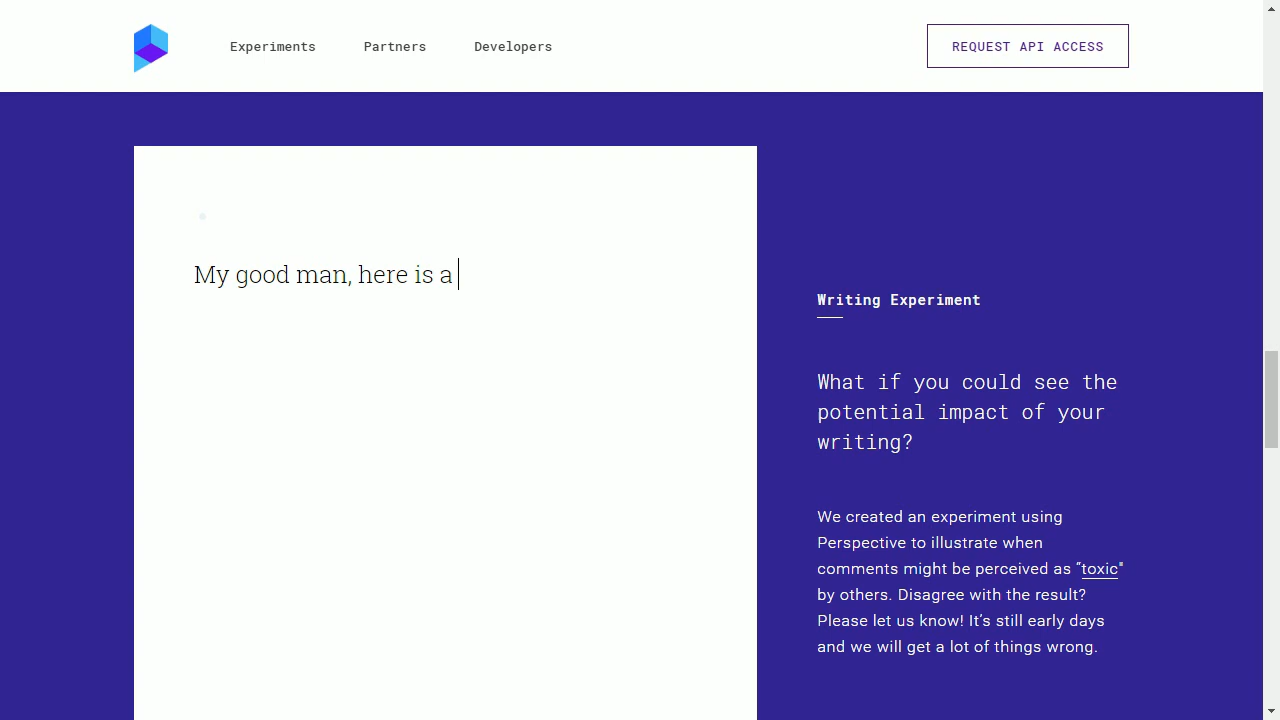 Experiments Partners Developers REQUEST API ACCESS
My good man, here is a
Writing Experiment
What if you could see the
potential impact of your
writing?
We created an experiment using
Perspective to illustrate when
comments might be perceived as “toxic"
by others. Disagree with the result?
Please let us know! It’s still early days
and we will get a lot of things wrong.